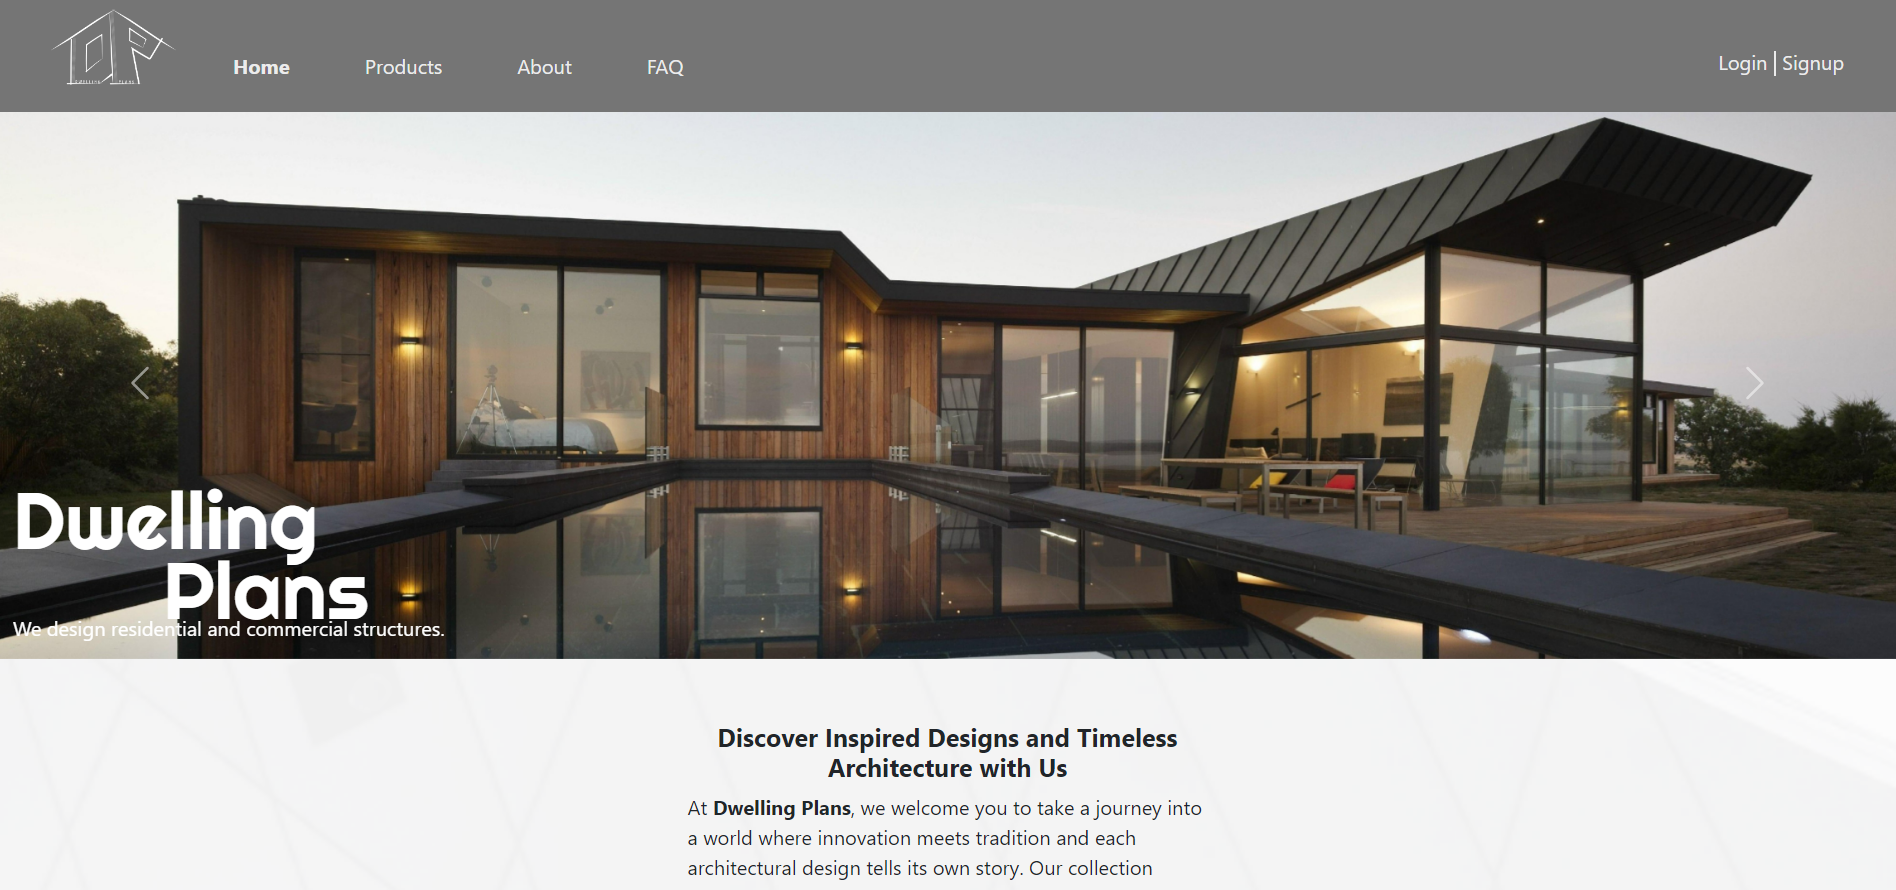 DWELLING PLANS
Home Products About FAQ
Login | Signup
Dwelling
Plans
We design residential and commercial structures.
Discover Inspired Designs and Timeless
Architecture with Us
At Dwelling Plans, we welcome you to take a journey into
a world where innovation meets tradition and each
architectural design tells its own story. Our collection